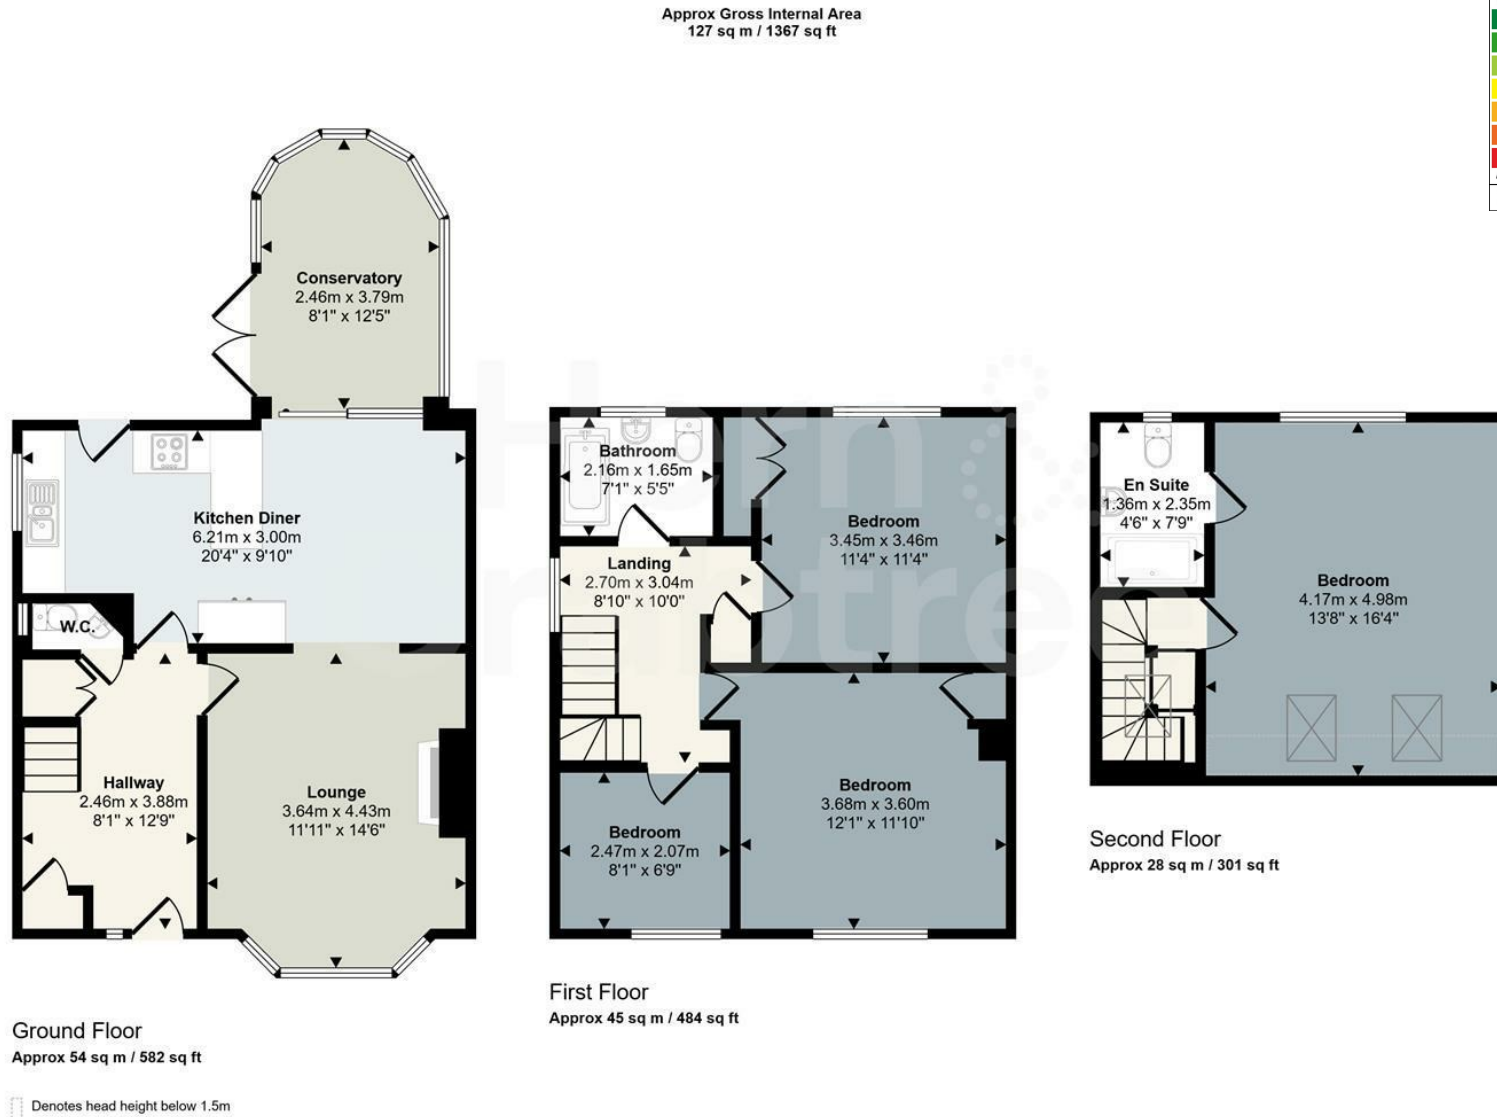 Approx Gross Internal Area
127 sq m / 1367 sq ft
Conservatory
2.46m x 3.79m
8'1" x 12'5"
Kitchen Diner
6.21m x 3.00m
20'4" x 9'10"
W.C.
Hallway
2.46m x 3.88m
8'1" x 12'9"
Lounge
3.64m x 4.43m
11'11" x 14'6"
Ground Floor
Approx 54 sq m / 582 sq ft
Denotes head height below 1.5m
Bathroom
2.16m x 1.65m
7'1" x 5'5"
Landing
2.70m x 3.04m
8'10" x 10'0"
Bedroom
3.45m x 3.46m
11'4" x 11'4"
Bedroom
2.47m x 2.07m
8'1" x 6'9"
Bedroom
3.68m x 3.60m
12'1" x 11'10"
First Floor
Approx 45 sq m / 484 sq ft
En Suite
1.36m x 2.35m
4'6" x 7'9"
Bedroom
4.17m x 4.98m
13'8" x 16'4"
Second Floor
Approx 28 sq m / 301 sq ft
Hern
Crabtree